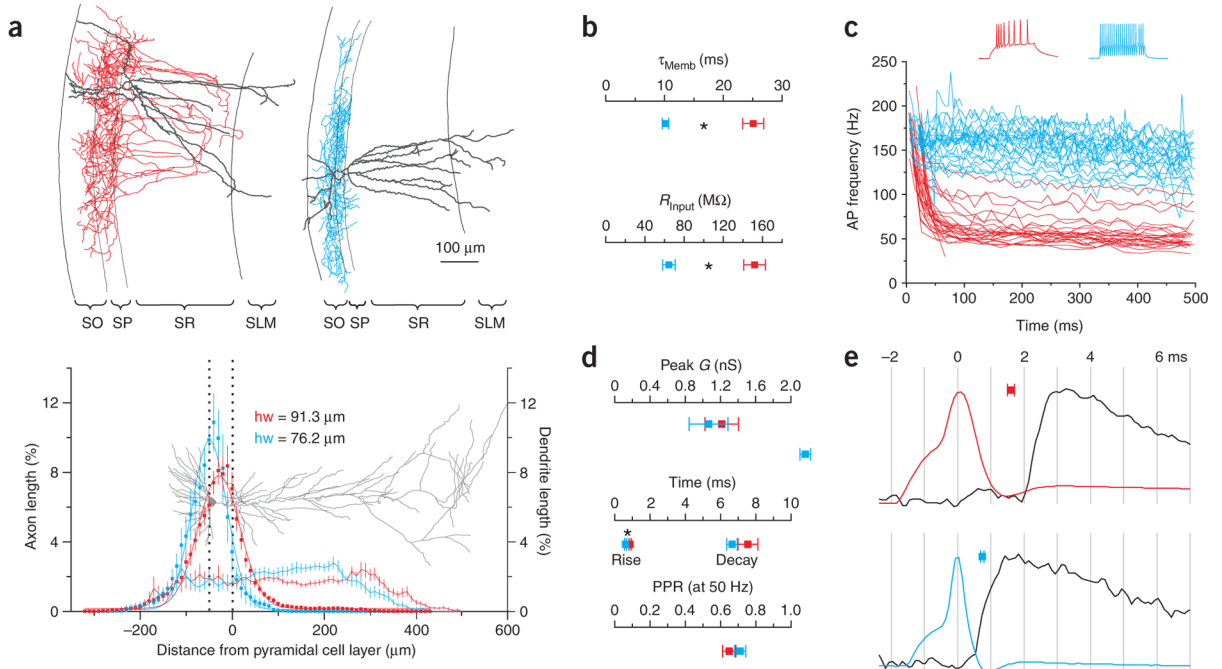 a
100 µm
SO SP SR SLM
SO SP SR SLM
12
8
4
0
Axon length (%)
hw = 91.3 µm
hw = 76.2 µm
12
8
4
0
Dendrite length (%)
–200 0 200 400 600
Distance from pyramidal cell layer (µm)
b
τMemb (ms)
0 10 20 30
*
RInput (MΩ)
0 40 80 120 160
*
c
250
200
150
100
50
0
AP frequency (Hz)
0 100 200 300 400 500
Time (ms)
d
Peak G (nS)
0 0.4 0.8 1.2 1.6 2.0
Time (ms)
0 2 4 6 8 10
*
Rise Decay
PPR (at 50 Hz)
0 0.2 0.4 0.6 0.8 1.0
e
–2 0 2 4 6 ms